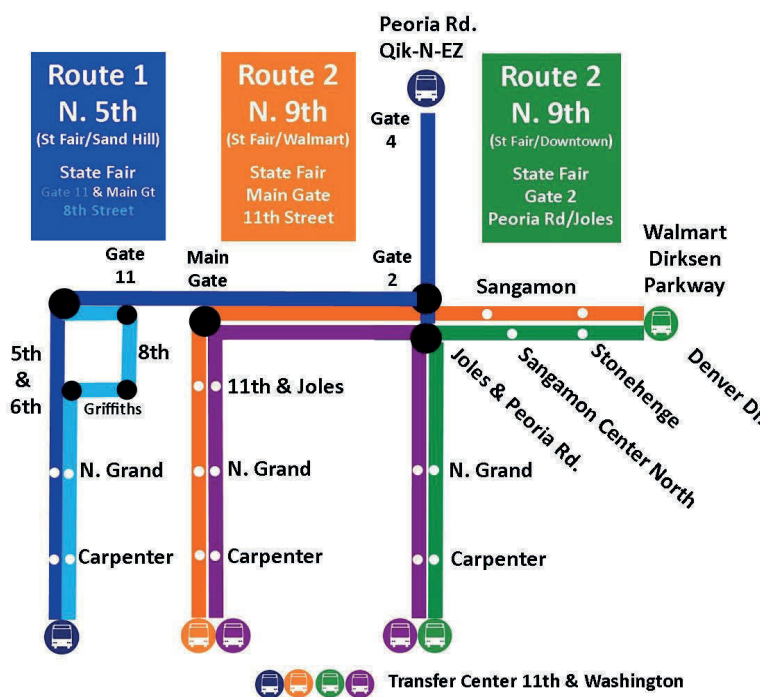 Peoria Rd.
Qik-N-EZ
Route 1
N. 5th
(St Fair/Sand Hill)
State Fair
Gate 11 & Main Gt
8th Street
Route 2
N. 9th
(St Fair/Walmart)
State Fair
Main Gate
11th Street
Gate
4
Route 2
N. 9th
(St Fair/Downtown)
State Fair
Gate 2
Peoria Rd/Joles
Gate
11
Main
Gate
Gate
2
Walmart
Dirksen
Parkway
Sangamon
5th
&
6th
8th
Griffiths
11th & Joles
Joles & Peoria Rd.
Sangamon Center North
Stonehenge
Denver Di
N. Grand
N. Grand
N. Grand
Carpenter
Carpenter
Carpenter
Transfer Center 11th & Washington